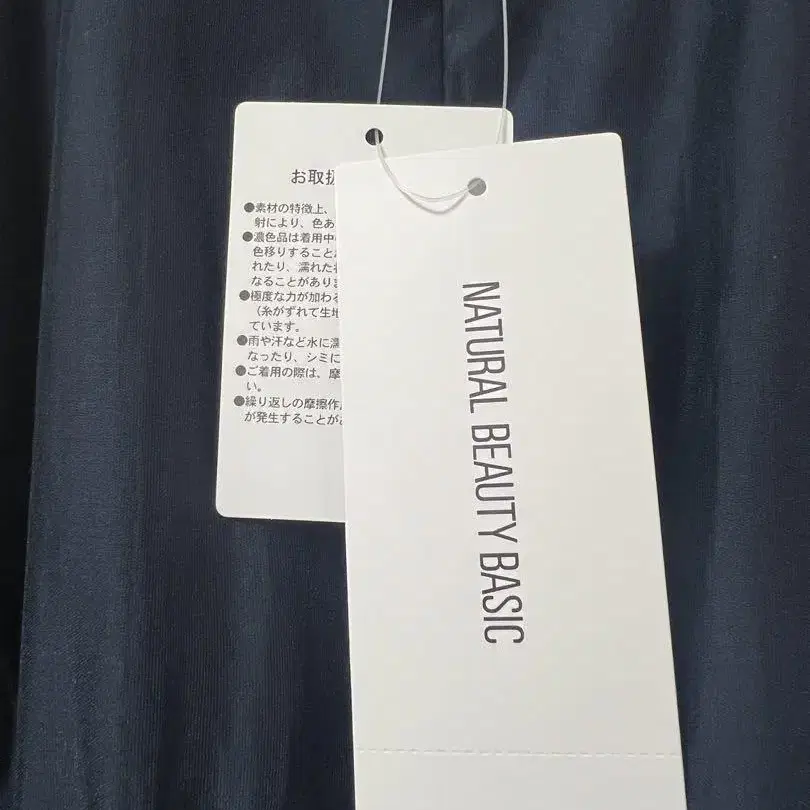 お取扱
●素材の特徴上、
射により、色あ
●濃色品は着用中
色移りすること
れたり、濡れた
なることがあり
●極度な力が加わる
（糸がずれて生地
ています。
●雨や汗など水に濡
なったり、シミに
●ご着用の際は、摩
い。
●繰り返しの摩擦作
が発生することが
NATURAL BEAUTY BASIC